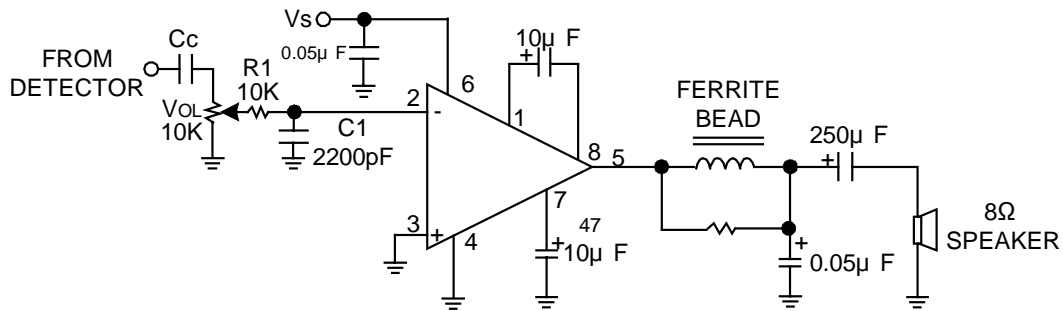 Vs
0.05µ F
10µ F
Cc
FROM
DETECTOR
R1
10K
VOL
10K
C1
2200pF
2
-
6
1
8
5
7
3
+
4
+
47
+
10µ F
FERRITE
BEAD
250µ F
+
+
0.05µ F
8Ω
SPEAKER